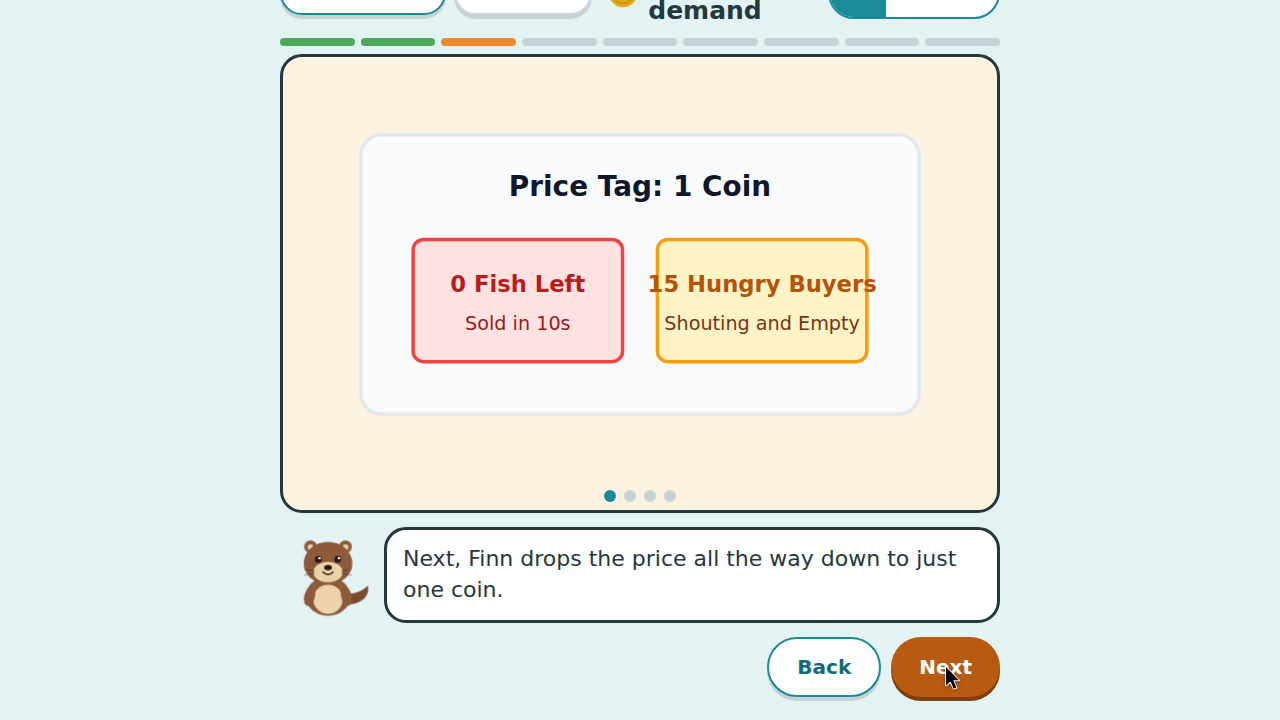 demand
Price Tag: 1 Coin
0 Fish Left
Sold in 10s
15 Hungry Buyers
Shouting and Empty
Next, Finn drops the price all the way down to just
one coin.
Back
Next